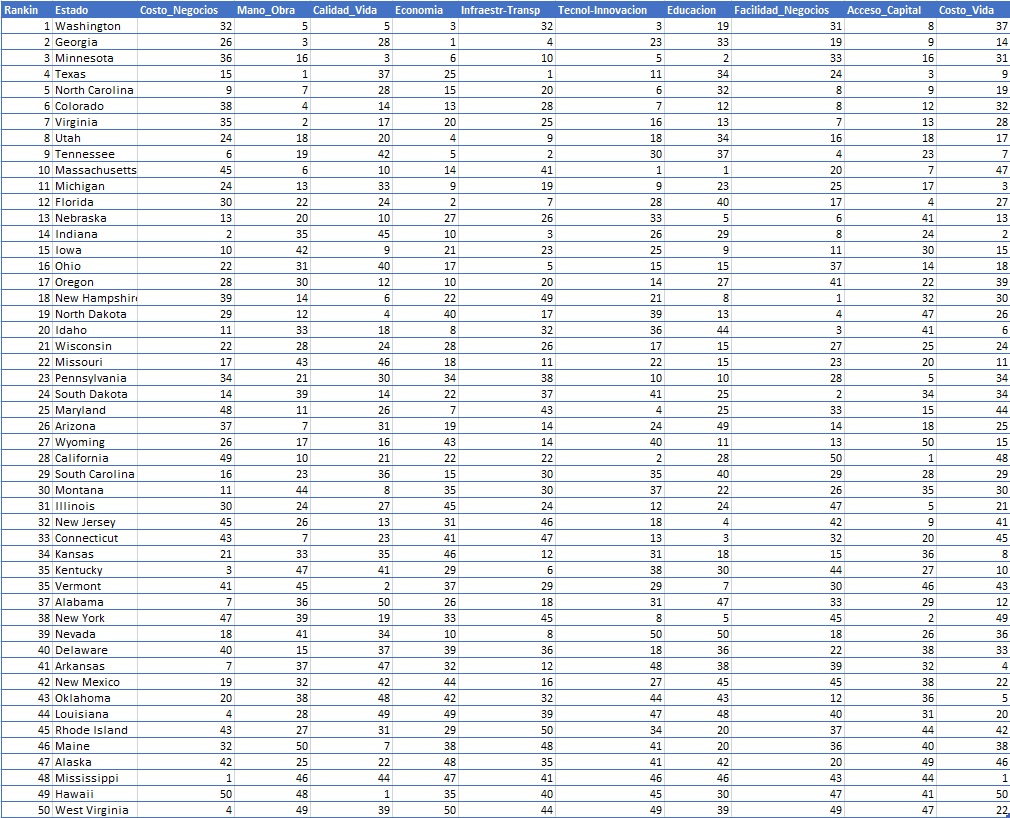 Rankin Estado Costo_Negocios Mano_Obra Calidad_Vida Economia Infraestr-Transp Tecnol-Innovacion Educacion Facilidad_Negocios Acceso_Capital Costo_Vida
1 Washington 32 5 5 3 32 3 19 31 8 37
2 Georgia 26 3 28 1 4 23 33 19 9 14
3 Minnesota 36 16 3 6 10 5 2 33 16 31
4 Texas 15 1 37 25 1 11 34 24 3 9
5 North Carolina 9 7 28 15 20 6 32 8 9 19
6 Colorado 38 4 14 13 28 7 12 8 12 32
7 Virginia 35 2 17 20 25 16 13 7 13 28
8 Utah 24 18 20 4 9 18 34 16 18 17
9 Tennessee 6 19 42 5 2 30 37 4 23 7
10 Massachusetts 45 6 10 14 41 1 1 20 7 47
11 Michigan 24 13 33 9 19 9 23 25 17 3
12 Florida 30 22 24 2 7 28 40 17 4 27
13 Nebraska 13 20 10 27 26 33 5 6 41 13
14 Indiana 2 35 45 10 3 26 29 8 24 2
15 Iowa 10 42 9 21 23 25 9 11 30 15
16 Ohio 22 31 40 17 5 15 15 37 14 18
17 Oregon 28 30 12 10 20 14 27 41 22 39
18 New Hampshir 39 14 6 22 49 21 8 1 32 30
19 North Dakota 29 12 4 40 17 39 13 4 47 26
20 Idaho 11 33 18 8 32 36 44 3 41 6
21 Wisconsin 22 28 24 28 26 17 15 27 25 24
22 Missouri 17 43 46 18 11 22 15 23 20 11
23 Pennsylvania 34 21 30 34 38 10 10 28 5 34
24 South Dakota 14 39 14 22 37 41 25 2 34 34
25 Maryland 48 11 26 7 43 4 25 33 15 44
26 Arizona 37 7 31 19 14 24 49 14 18 25
27 Wyoming 26 17 16 43 14 40 11 13 50 15
28 California 49 10 21 22 22 2 28 50 1 48
29 South Carolina 16 23 36 15 30 35 40 29 28 29
30 Montana 11 44 8 35 30 37 22 26 35 30
31 Illinois 30 24 27 45 24 12 24 47 5 21
32 New Jersey 45 26 13 31 46 18 4 42 9 41
33 Connecticut 43 7 23 41 47 13 3 32 20 45
34 Kansas 21 33 35 46 12 31 18 15 36 8
35 Kentucky 3 47 41 29 6 38 30 44 27 10
35 Vermont 41 45 2 37 29 29 7 30 46 43
37 Alabama 7 36 50 26 18 31 47 33 29 12
38 New York 47 39 19 33 45 8 5 45 2 49
39 Nevada 18 41 34 10 8 50 50 18 26 36
40 Delaware 40 15 37 39 36 18 36 22 38 33
41 Arkansas 7 37 47 32 12 48 38 39 32 4
42 New Mexico 19 32 42 44 16 27 45 45 38 22
43 Oklahoma 20 38 48 42 32 44 43 12 36 5
44 Louisiana 4 28 49 49 39 47 48 40 31 20
45 Rhode Island 43 27 31 29 50 34 20 37 44 42
46 Maine 32 50 7 38 48 41 20 36 40 38
47 Alaska 42 25 22 48 35 41 42 20 49 46
48 Mississippi 1 46 44 47 41 46 46 43 44 1
49 Hawaii 50 48 1 35 40 45 30 47 41 50
50 West Virginia 4 49 39 50 44 49 39 49 47 22